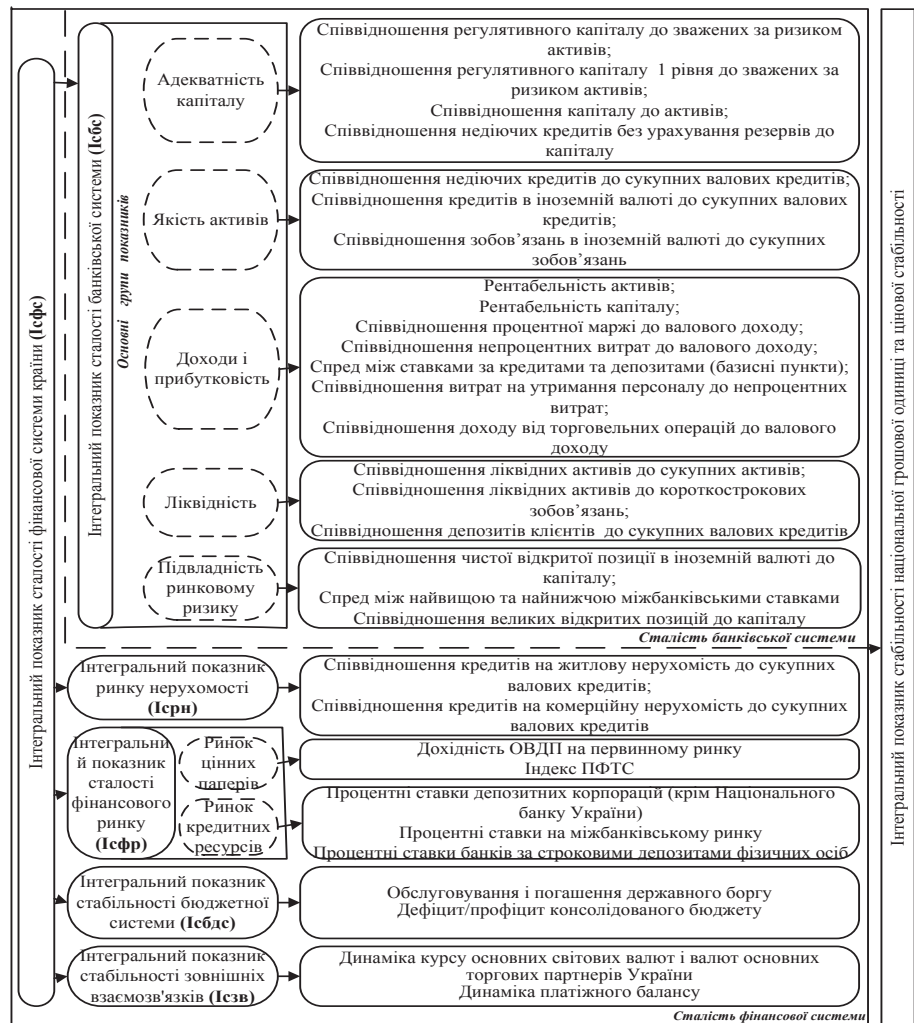 Інтегральний показник сталості фінансової системи країни (Ісфс)
Інтегральний показник сталості банківської системи (Ісбс)
Основні групи показників
Адекватність
капіталу
Співвідношення регулятивного капіталу до зважених за ризиком
активів;
Співвідношення регулятивного капіталу 1 рівня до зважених за
ризиком активів;
Співвідношення капіталу до активів;
Співвідношення недіючих кредитів без урахування резервів до
капіталу
Якість активів
Співвідношення недіючих кредитів до сукупних валових кредитів;
Співвідношення кредитів в іноземній валюті до сукупних валових
кредитів;
Співвідношення зобов’язань в іноземній валюті до сукупних
зобов’язань
Доходи і
прибутковість
Рентабельність активів;
Рентабельність капіталу;
Співвідношення процентної маржі до валового доходу;
Співвідношення непроцентних витрат до валового доходу;
Спред між ставками за кредитами та депозитами (базисні пункти);
Співвідношення витрат на утримання персоналу до непроцентних
витрат;
Співвідношення доходу від торговельних операцій до валового
доходу
Ліквідність
Співвідношення ліквідних активів до сукупних активів;
Співвідношення ліквідних активів до короткострокових
зобов’язань;
Співвідношення депозитів клієнтів до сукупних валових кредитів
Підвладність
ринковому
ризику
Співвідношення чистої відкритої позиції в іноземній валюті до
капіталу;
Спред між найвищою та найнижчою міжбанківськими ставками
Співвідношення великих відкритих позицій до капіталу
Сталість банківської системи
Інтегральний показник
ринку нерухомості
(Ісрн)
Співвідношення кредитів на житлову нерухомість до сукупних
валових кредитів;
Співвідношення кредитів на комерційну нерухомість до сукупних
валових кредитів
Інтегральни
й показник
сталості
фінансового
ринку
(Ісфр)
Ринок
цінних
паперів
Дохідність ОВДП на первинному ринку
Індекс ПФТС
Ринок
кредитних
ресурсів
Процентні ставки депозитних корпорацій (крім Національного
банку України)
Процентні ставки на міжбанківському ринку
Процентні ставки банків за строковими депозитами фізичних осіб
Інтегральний показник
стабільності бюджетної
системи (Ісбдс)
Обслуговування і погашення державного боргу
Дефіцит/профіцит консолідованого бюджету
Інтегральний показник
стабільності зовнішніх
взаємозв'язків (Ісзв)
Динаміка курсу основних світових валют і валют основних
торгових партнерів України
Динаміка платіжного балансу
Сталість фінансової системи
Інтегральний показник стабільності національної грошової одиниці та цінової стабільності